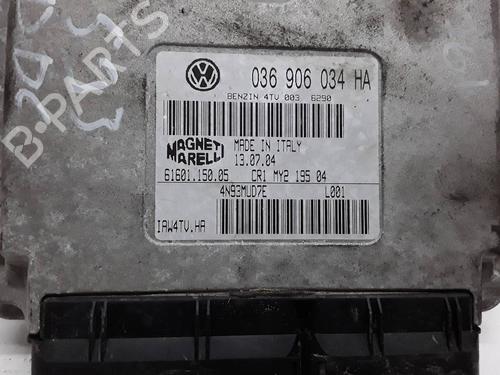 036 906 034 HA
BENZIN 4TV 003 6290
MAGNETI MARELLI
MADE IN ITALY
13.07.04
61601.150.05 CR1 MY2 195 04
4N93MUD7E L001
IAW4TV.HA
B-PARTS